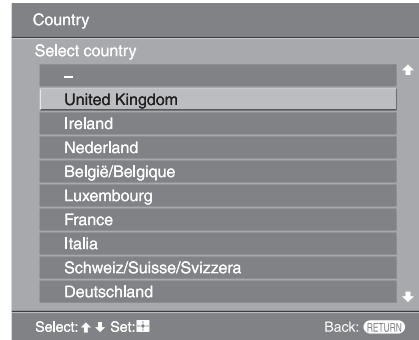 Country
Select country
–
United Kingdom
Ireland
Nederland
België/Belgique
Luxembourg
France
Italia
Schweiz/Suisse/Svizzera
Deutschland
Select: Set: Back: RETURN